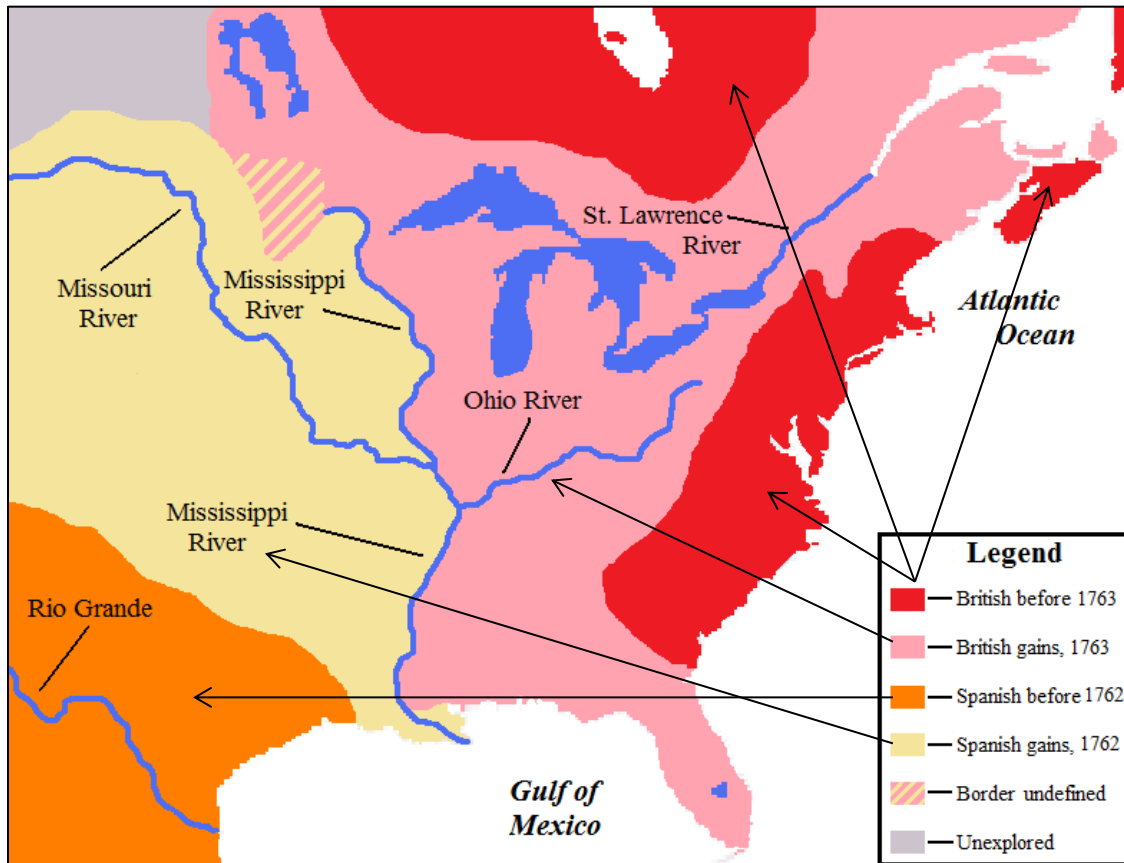 St. Lawrence
River
Missouri
River
Mississippi
River
Atlantic
Ocean
Ohio River
Mississippi
River
Rio Grande
Gulf of
Mexico
Legend
British before 1763
British gains, 1763
Spanish before 1762
Spanish gains, 1762
Border undefined
Unexplored